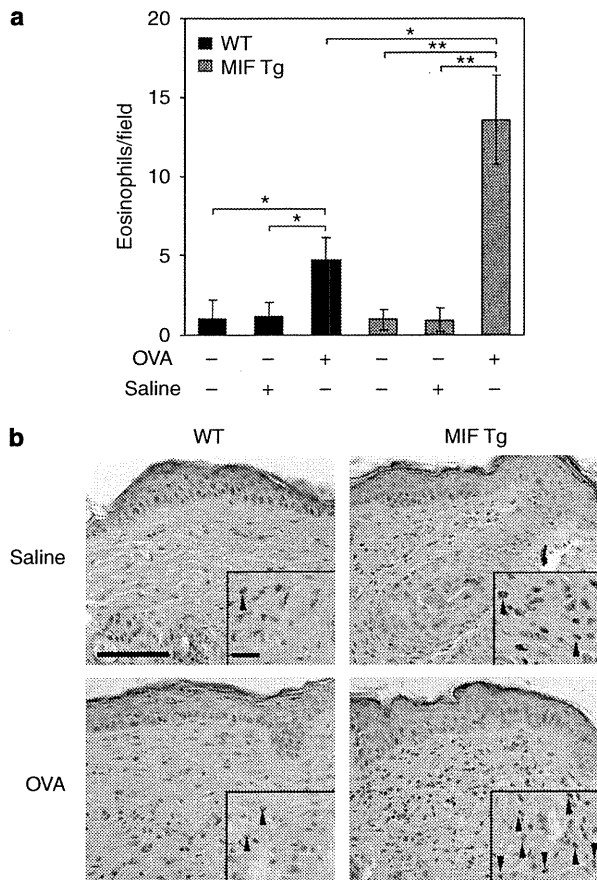 a
20
15
10
5
0
Eosinophils/field
WT
MIF Tg
*
**
**
*
*
OVA − − + − − +
Saline − + − − + −
b
WT MIF Tg
Saline
OVA